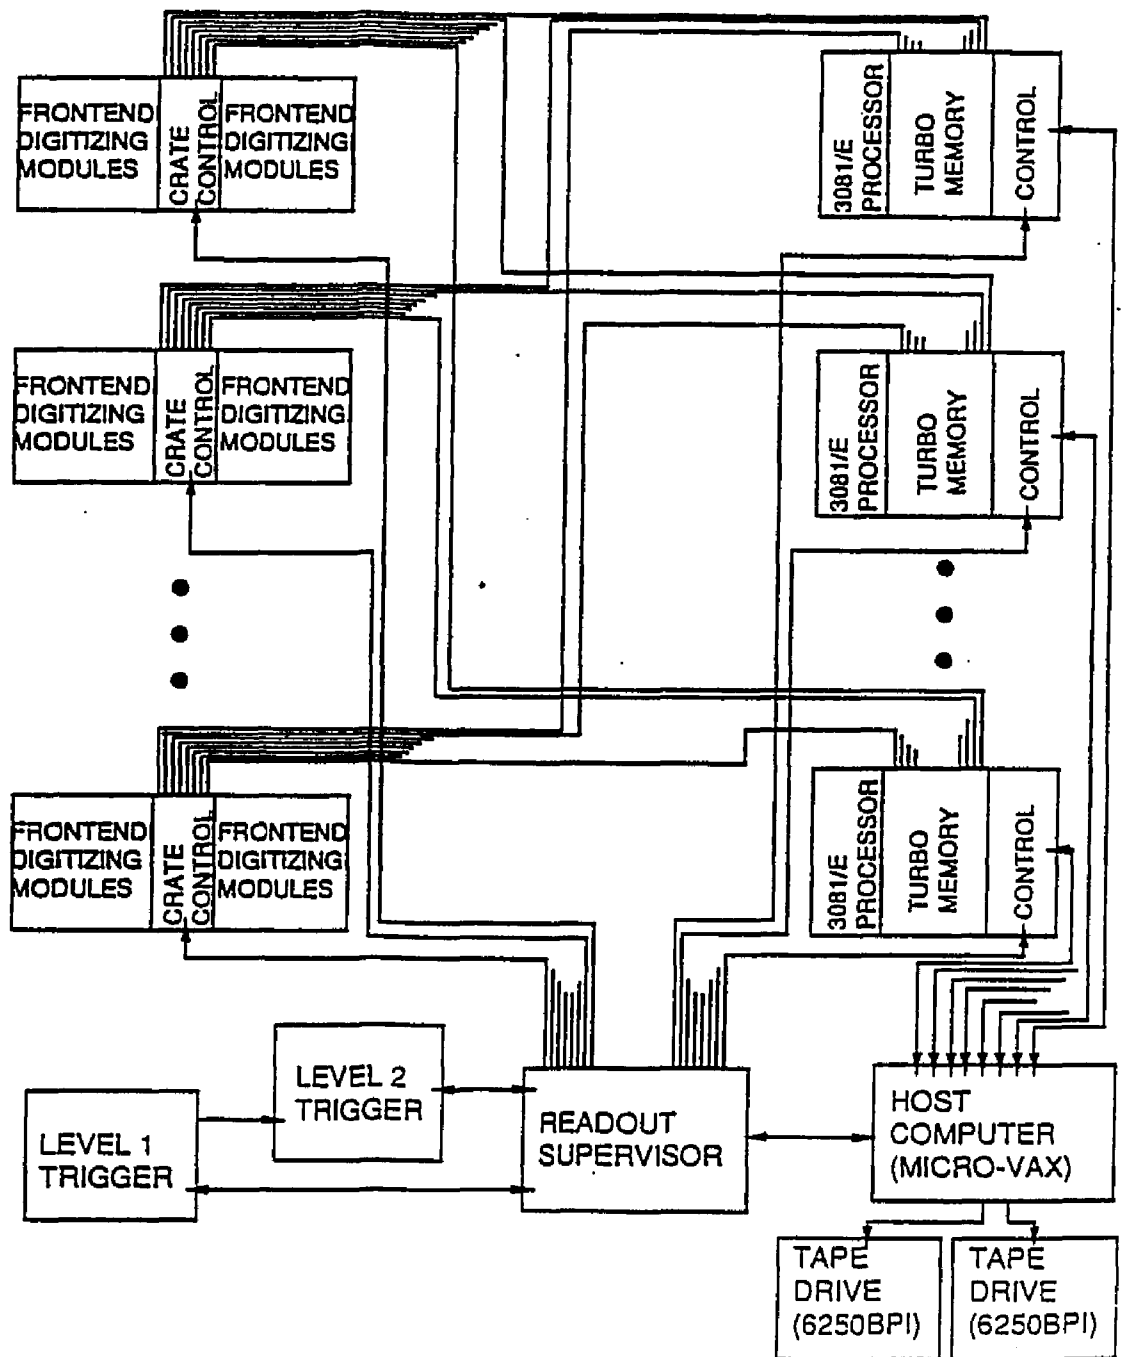 FRONTEND
DIGITIZING
MODULES
CRATE
CONTROL
FRONTEND
DIGITIZING
MODULES
3081/E
PROCESSOR
TURBO
MEMORY
CONTROL
FRONTEND
DIGITIZING
MODULES
CRATE
CONTROL
FRONTEND
DIGITIZING
MODULES
3081/E
PROCESSOR
TURBO
MEMORY
CONTROL
FRONTEND
DIGITIZING
MODULES
CRATE
CONTROL
FRONTEND
DIGITIZING
MODULES
3081/E
PROCESSOR
TURBO
MEMORY
CONTROL
LEVEL 1
TRIGGER
LEVEL 2
TRIGGER
READOUT
SUPERVISOR
HOST
COMPUTER
(MICRO-VAX)
TAPE
DRIVE
(6250BPI)
TAPE
DRIVE
(6250BPI)